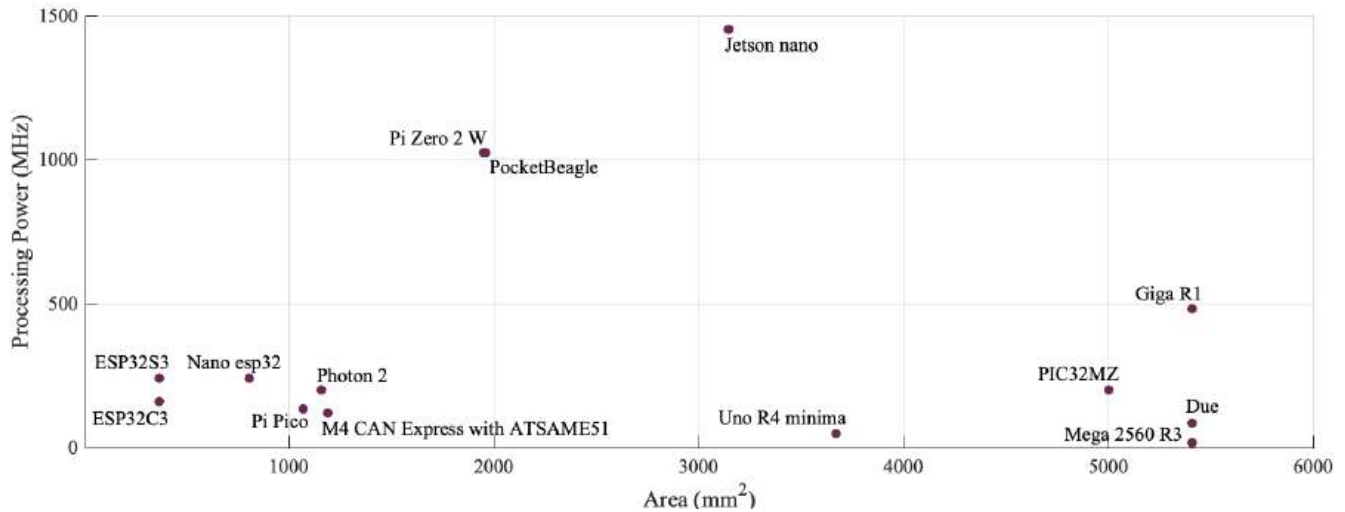 1500
Jetson nano
Pi Zero 2 W
1000
PocketBeagle
Processing Power (MHz)
500
Giga R1
ESP32S3
Nano esp32
Photon 2
PIC32MZ
ESP32C3
Pi Pico
M4 CAN Express with ATSAME51
Uno R4 minima
Due
Mega 2560 R3
0
1000 2000 3000 4000 5000 6000
Area (mm²)